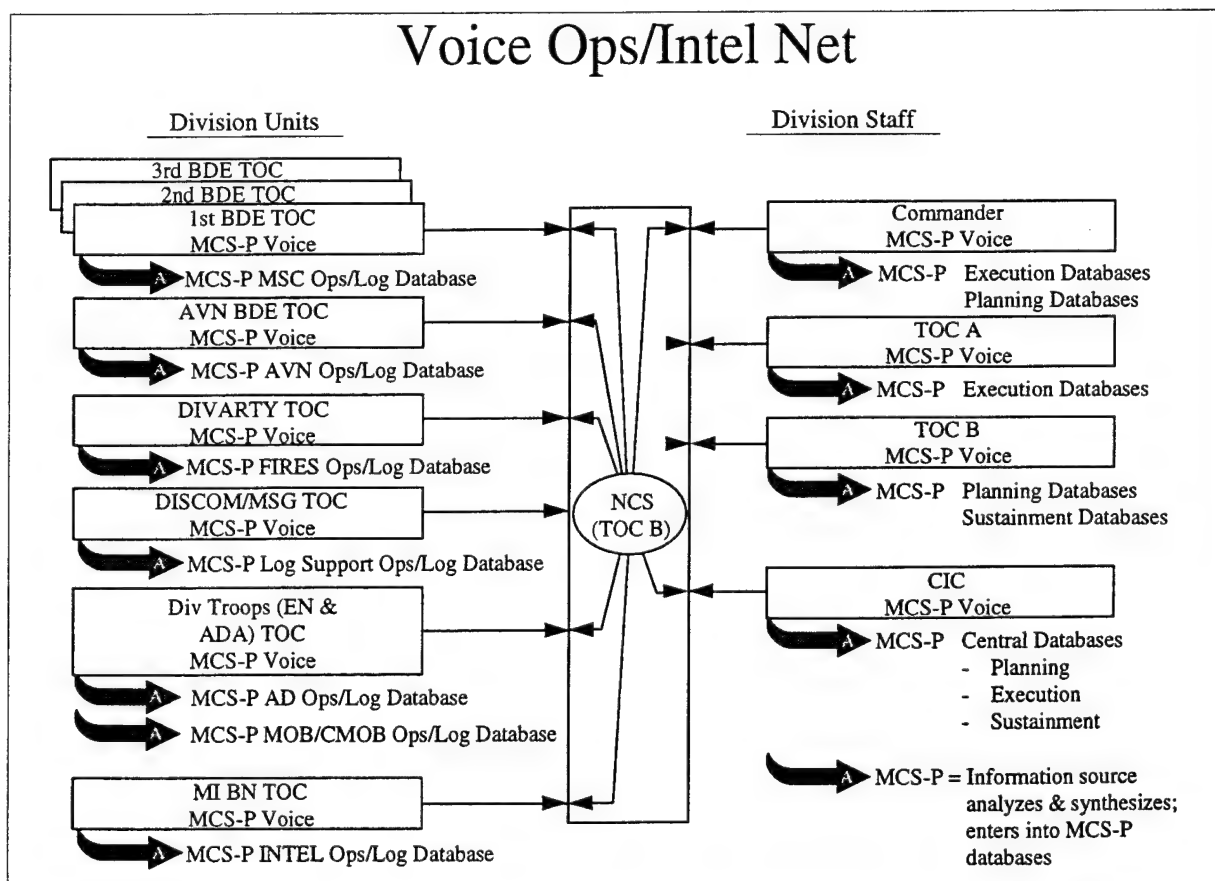 Voice Ops/Intel Net
Division Units
3rd BDE TOC
2nd BDE TOC
1st BDE TOC
MCS-P Voice
A MCS-P MSC Ops/Log Database
AVN BDE TOC
MCS-P Voice
A MCS-P AVN Ops/Log Database
DIVARTY TOC
MCS-P Voice
A MCS-P FIRES Ops/Log Database
DISCOM/MSG TOC
MCS-P Voice
A MCS-P Log Support Ops/Log Database
Div Troops (EN &
ADA) TOC
MCS-P Voice
A MCS-P AD Ops/Log Database
A MCS-P MOB/CMOB Ops/Log Database
MI BN TOC
MCS-P Voice
A MCS-P INTEL Ops/Log Database
NCS
(TOC B)
Division Staff
Commander
MCS-P Voice
A MCS-P Execution Databases
Planning Databases
TOC A
MCS-P Voice
A MCS-P Execution Databases
TOC B
MCS-P Voice
A MCS-P Planning Databases
Sustainment Databases
CIC
MCS-P Voice
A MCS-P Central Databases
- Planning
- Execution
- Sustainment
A MCS-P = Information source
analyzes & synthesizes;
enters into MCS-P
databases